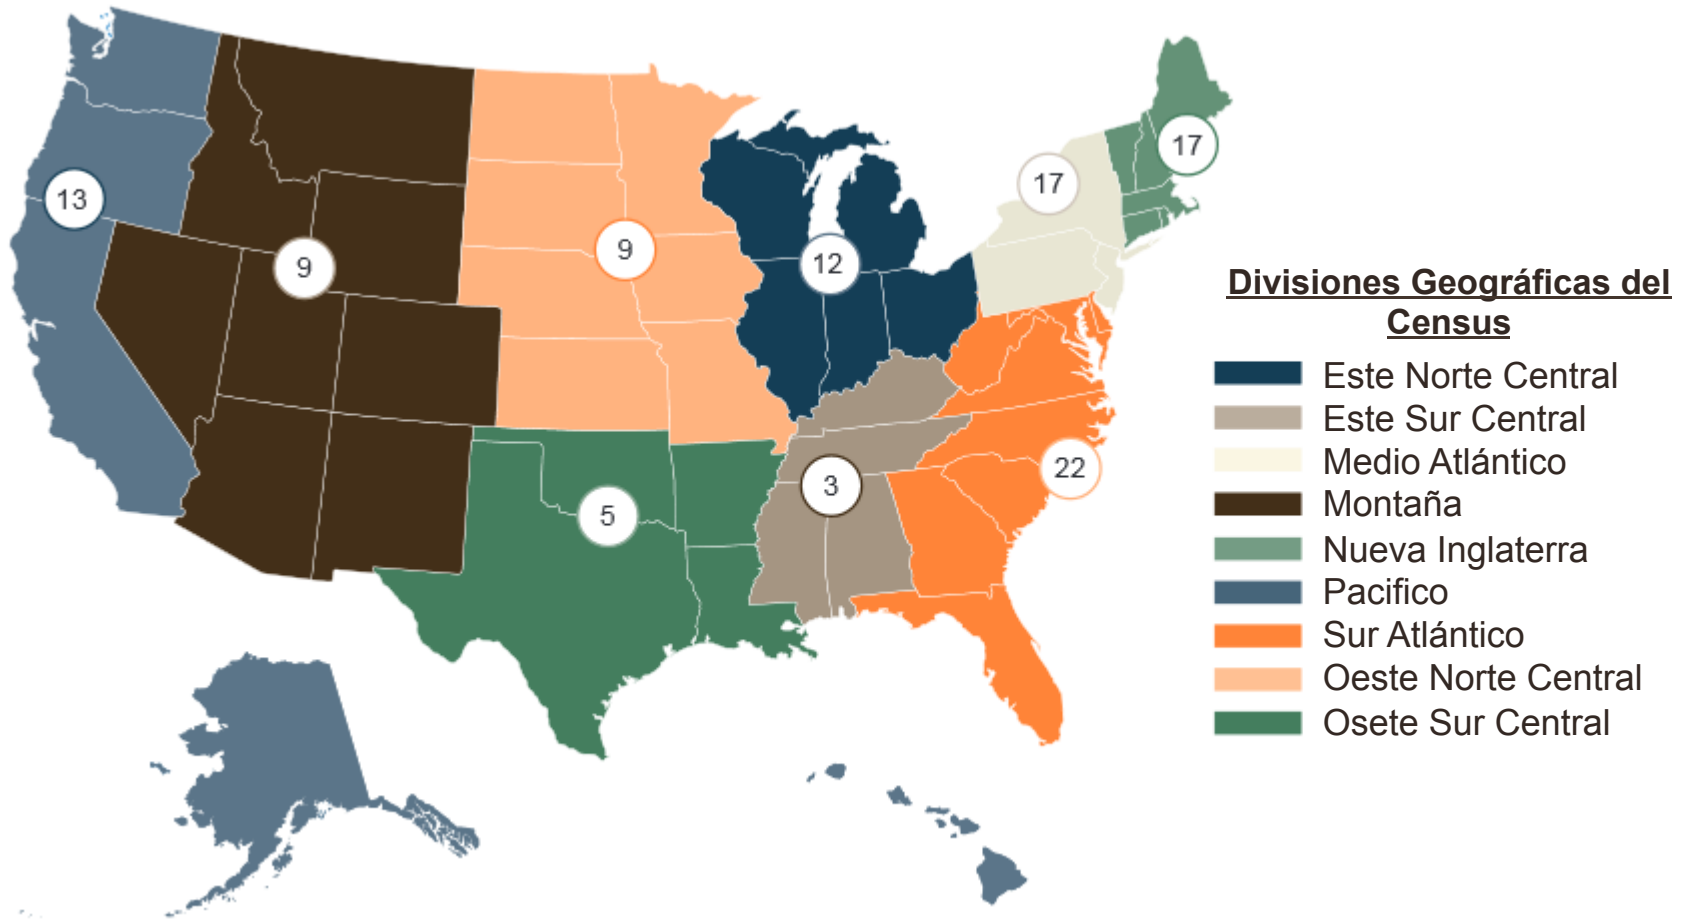 17
17
13
9
12
9
Divisiones Geográficas del
Census
Este Norte Central
Este Sur Central
Medio Atlántico
22
3
Montaña
5
Nueva Inglaterra
Pacifico
Sur Atlántico
Oeste Norte Central
Osete Sur Central